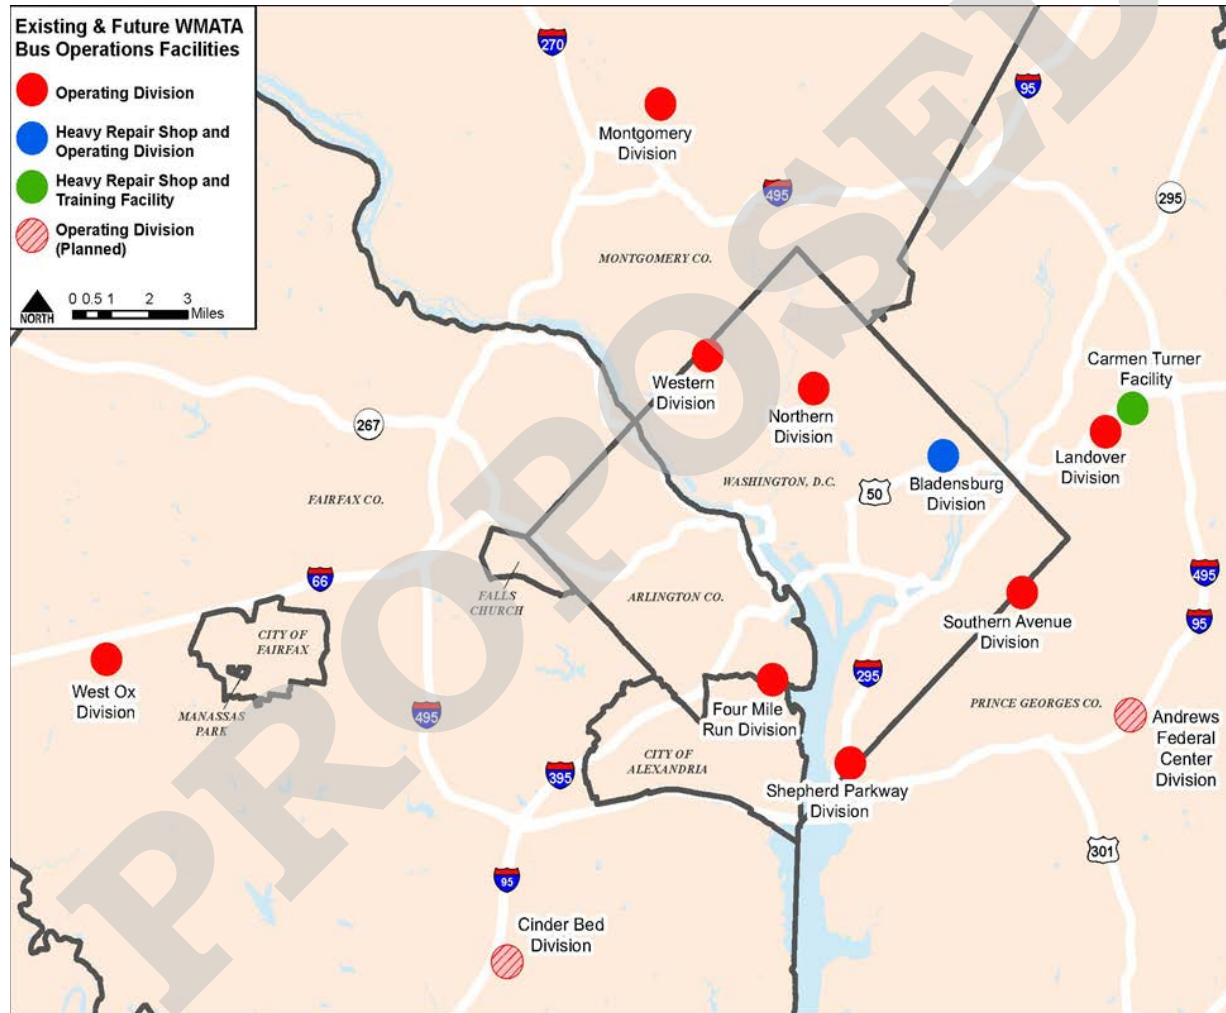 Existing & Future WMATA
Bus Operations Facilities
Operating Division
Heavy Repair Shop and
Operating Division
Heavy Repair Shop and
Training Facility
Operating Division
(Planned)
NORTH
0 0.5 1 2 3
Miles
270
95
Montgomery
Division
495
295
MONTGOMERY CO.
Carmen Turner
Facility
Western
Division
Northern
Division
267
Landover
Division
WASHINGTON, D.C.
50
Bladensburg
Division
FAIRFAX CO.
66
FALLS
CHURCH
ARLINGTON CO.
495
95
Southern Avenue
Division
CITY OF
FAIRFAX
West Ox
Division
MANASSAS
PARK
495
Four Mile
Run Division
295
PRINCE GEORGES CO.
Andrews
Federal
Center
Division
CITY OF
ALEXANDRIA
395
Shepherd Parkway
Division
301
95
Cinder Bed
Division
PROPOSED